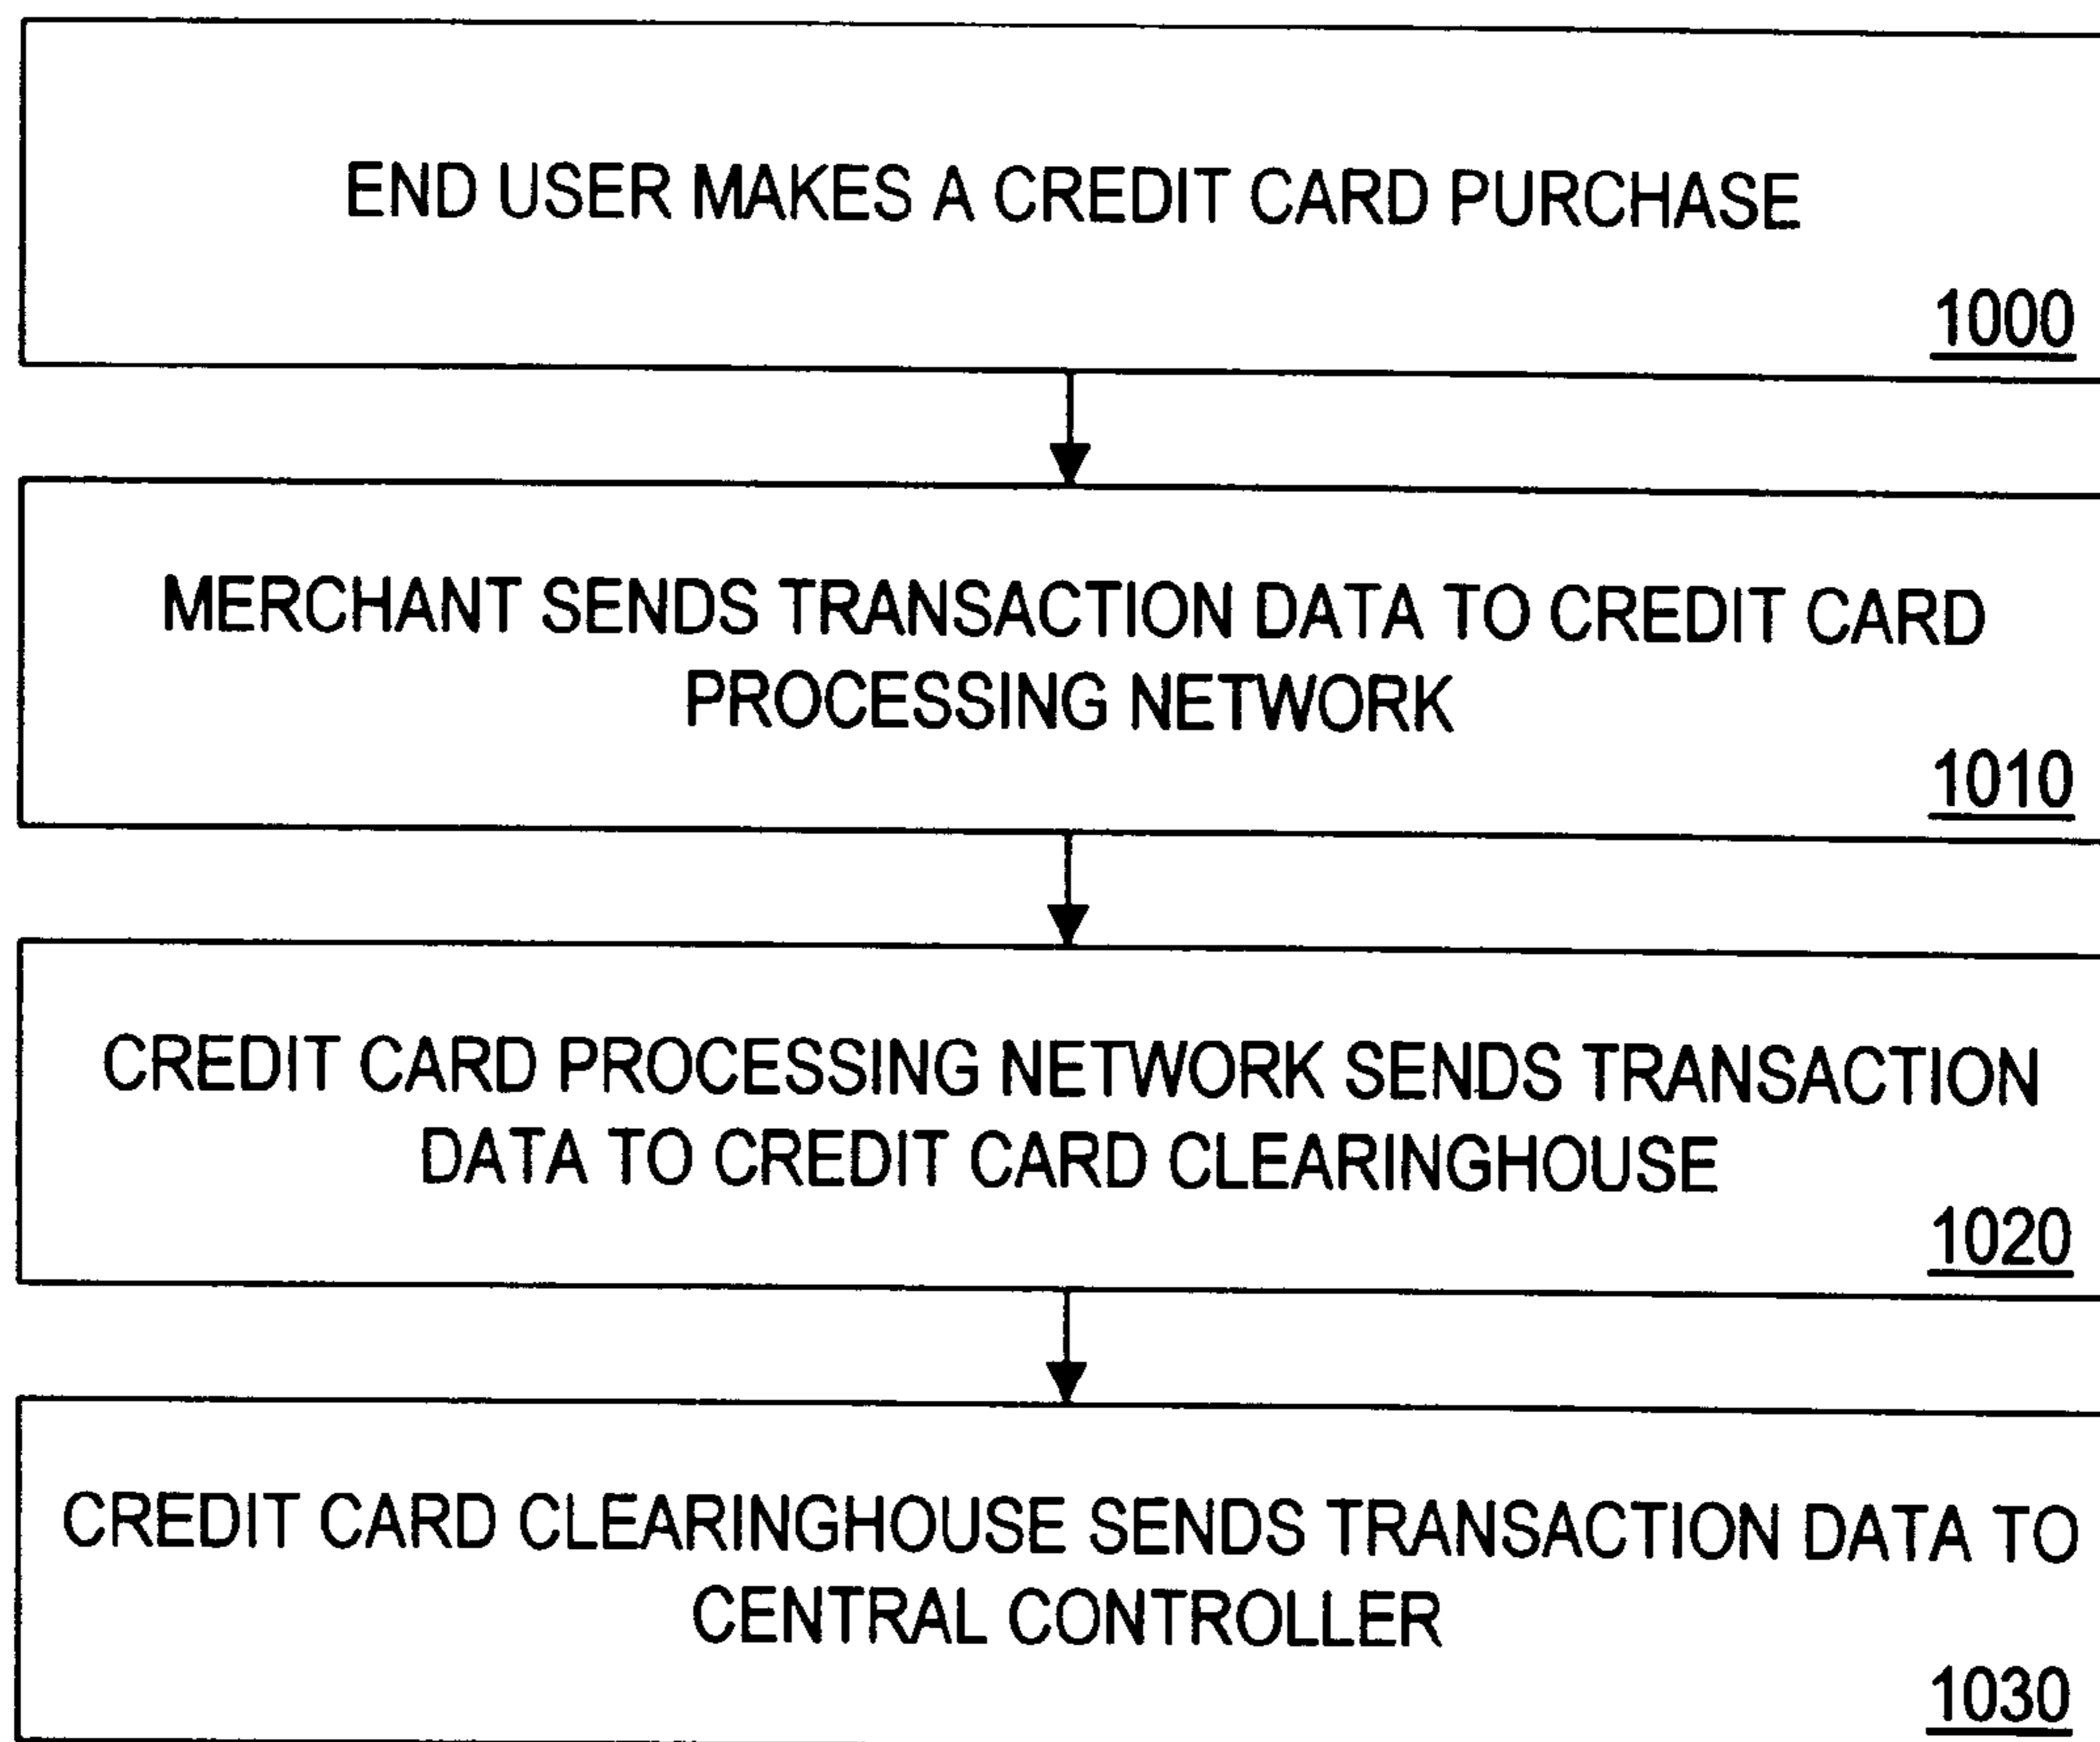 END USER MAKES A CREDIT CARD PURCHASE
1000
MERCHANT SENDS TRANSACTION DATA TO CREDIT CARD
PROCESSING NETWORK
1010
CREDIT CARD PROCESSING NETWORK SENDS TRANSACTION
DATA TO CREDIT CARD CLEARINGHOUSE
1020
CREDIT CARD CLEARINGHOUSE SENDS TRANSACTION DATA TO
CENTRAL CONTROLLER
1030